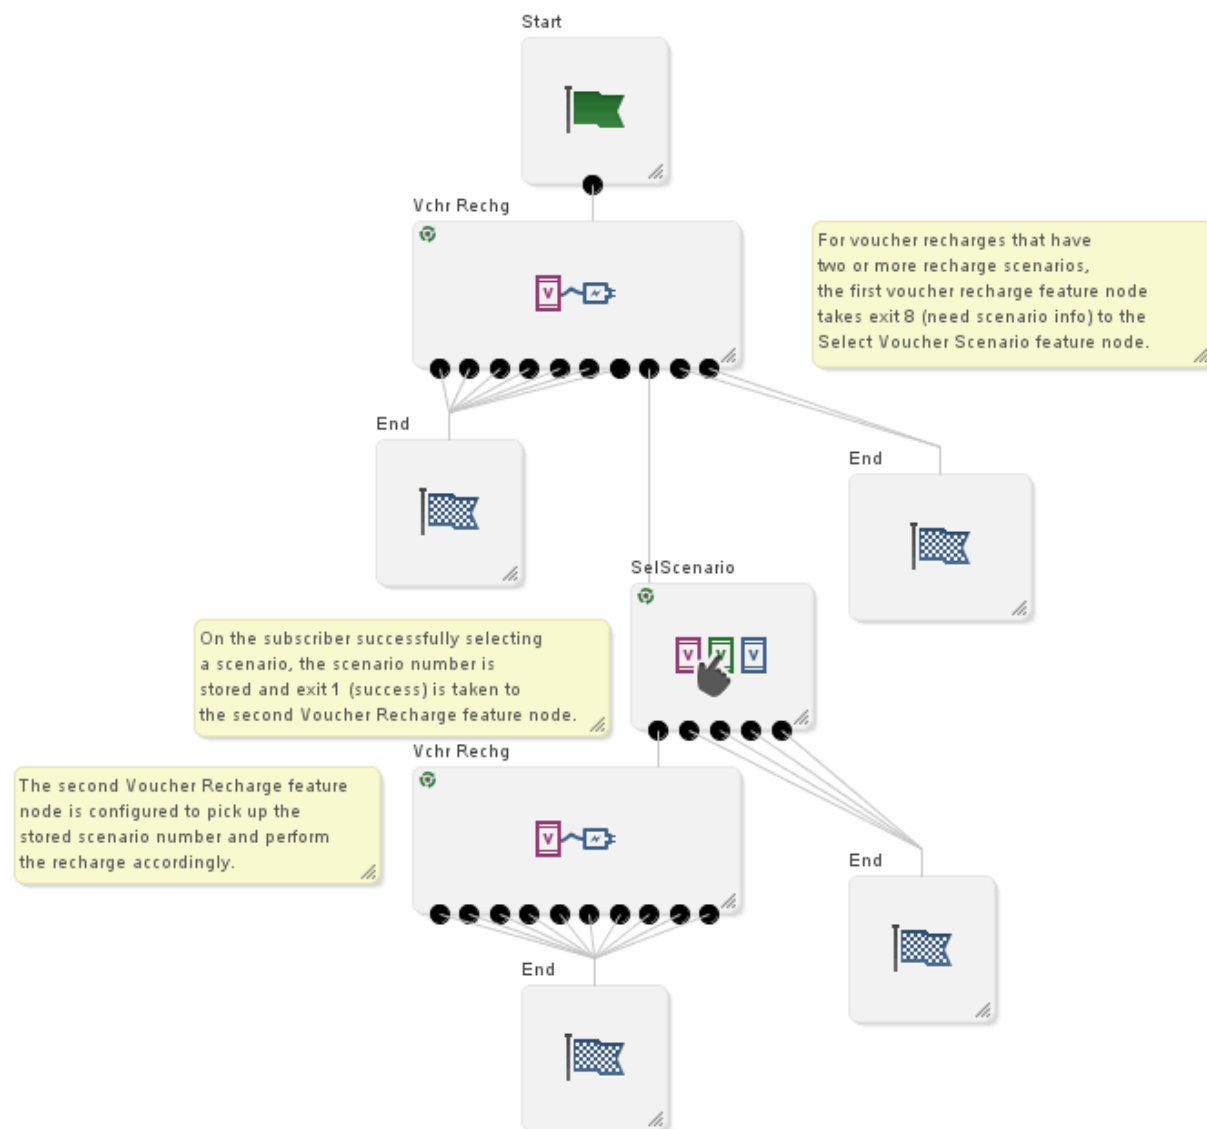 Start
Vchr Rechg
For voucher recharges that have
two or more recharge scenarios,
the first voucher recharge feature node
takes exit 8 (need scenario info) to the
Select Voucher Scenario feature node.
V
End
End
SelScenario
On the subscriber successfully selecting
a scenario, the scenario number is
stored and exit 1 (success) is taken to
the second Voucher Recharge feature node.
V V V
Vchr Rechg
The second Voucher Recharge feature
node is configured to pick up the
stored scenario number and perform
the recharge accordingly.
V
End
End